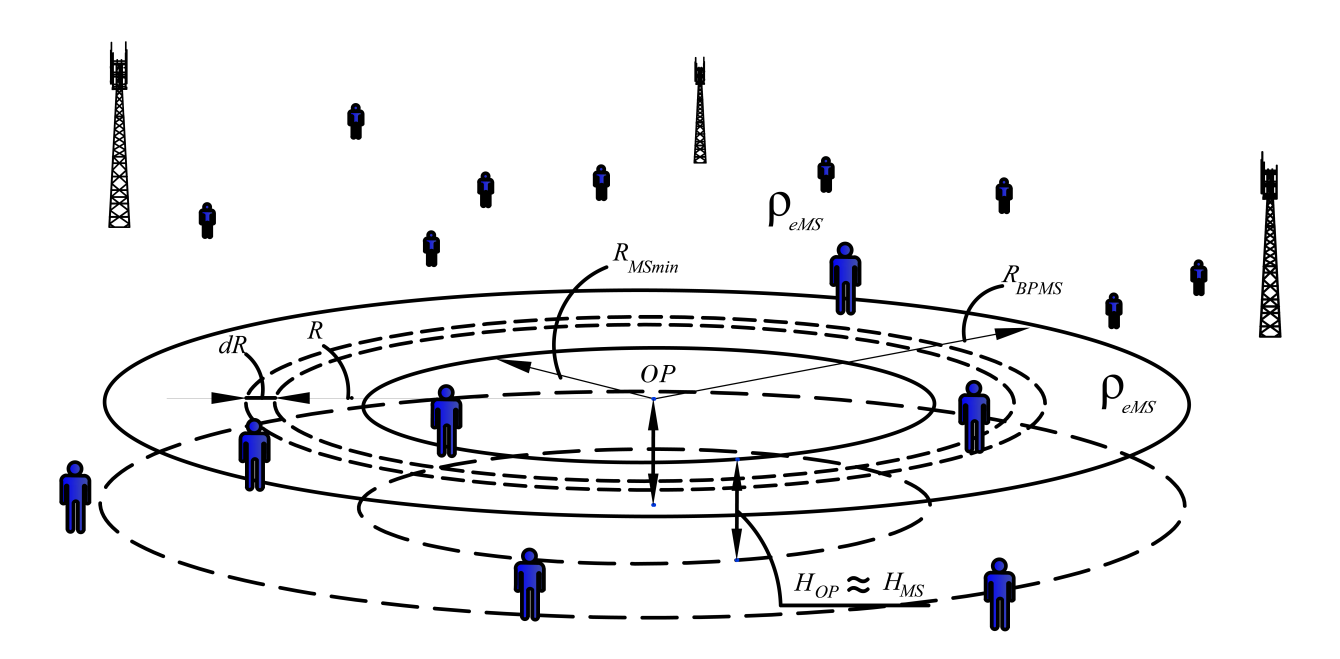 ρeMS
RMSmin
RBPMS
dR
R
OP
ρeMS
HOP ≈ HMS